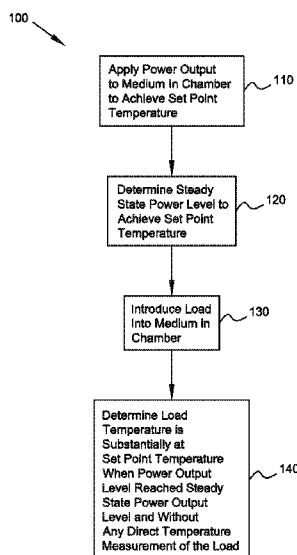 100
Apply Power Output
to Medium in Chamber
to Achieve Set Point
Temperature
110
Determine Steady
State Power Level to
Achieve Set Point
Temperature
120
Introduce Load
Into Medium in
Chamber
130
Determine Load
Temperature is
Substantially at
Set Point Temperature
When Power Output
Level Reached Steady
State Power Output
Level and Without
Any Direct Temperature
Measurement of the Load
140